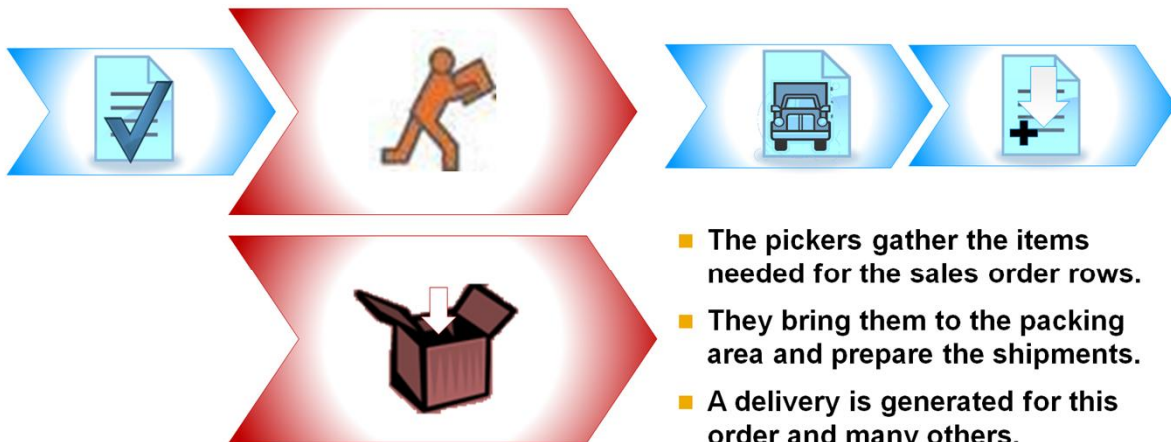 The pickers gather the items
needed for the sales order rows.
They bring them to the packing
area and prepare the shipments.
A delivery is generated for this
order and many others.